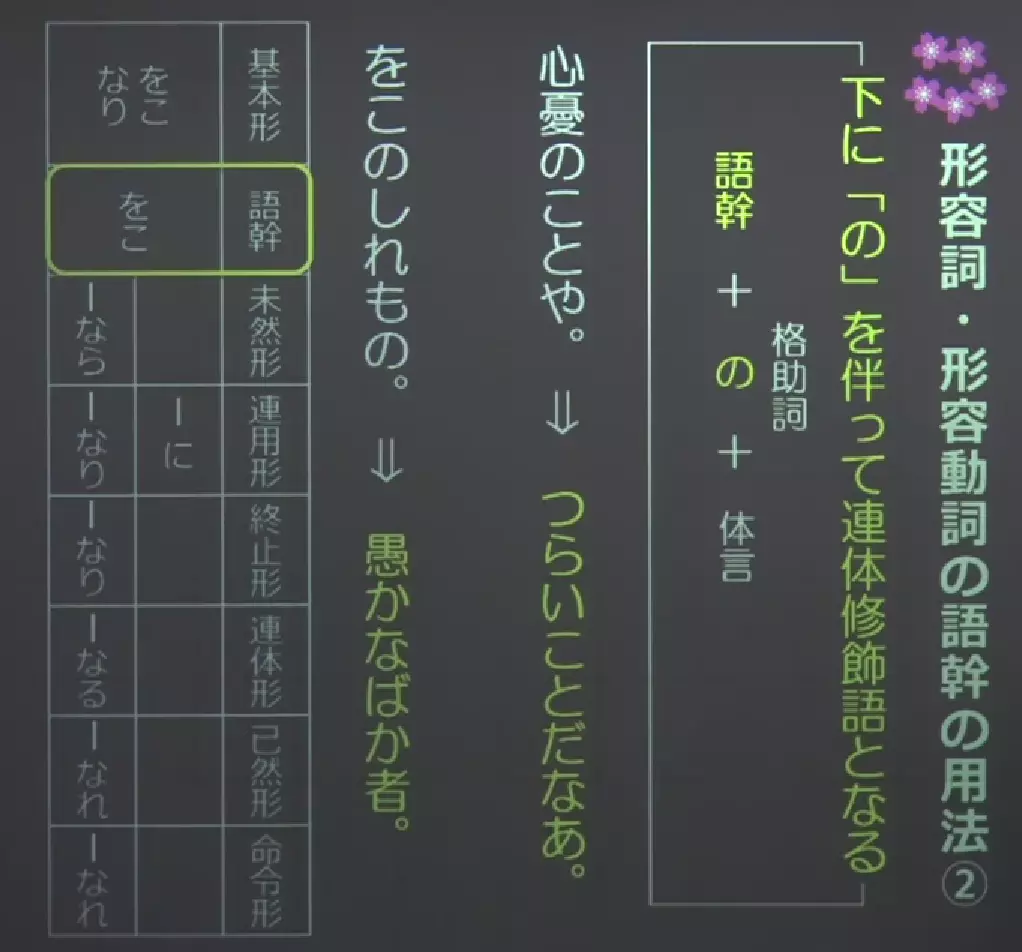 形容詞・形容動詞の語幹の用法②
下に「の」を伴って連体修飾語となる
格助詞
語幹 ＋ の ＋ 体言
心憂のことや。 ⇓ つらいことだなあ。
をこのしれもの。 ⇓ 愚かなばか者。
基本形 語幹 未然形 連用形 終止形 連体形 已然形 命令形
ーに
をこ
なり
をこ ーなら ーなり ーなり ーなる ーなれ ーなれ